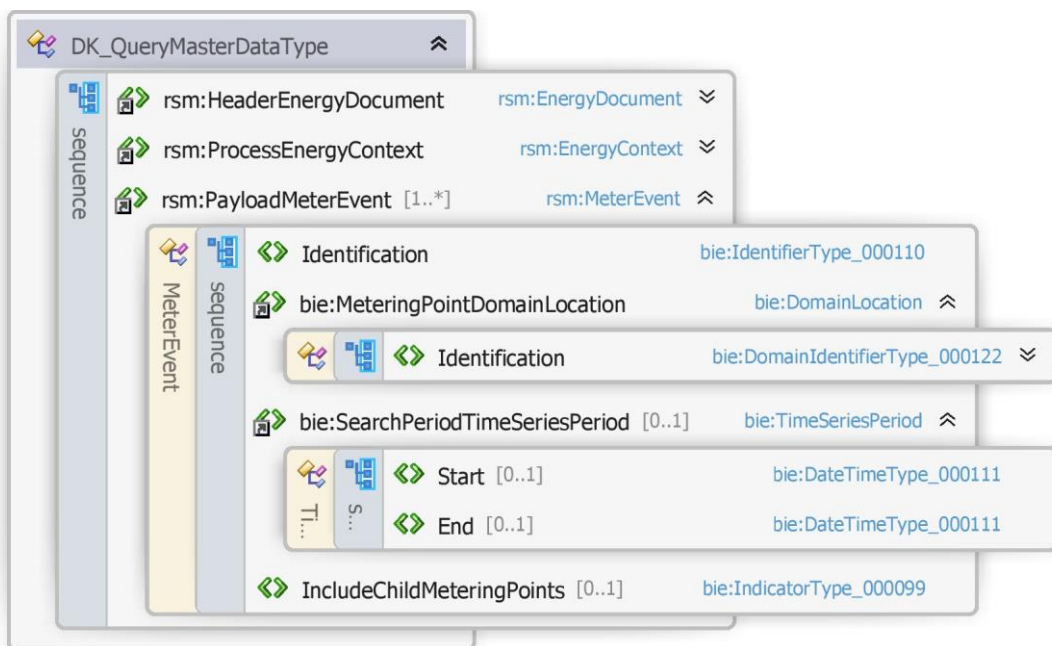 DK_QueryMasterDataType
sequence
rsm:HeaderEnergyDocument rsm:EnergyDocument
rsm:ProcessEnergyContext rsm:EnergyContext
rsm:PayloadMeterEvent [1..*] rsm:MeterEvent
MeterEvent
sequence
Identification bie:IdentifierType_000110
bie:MeteringPointDomainLocation bie:DomainLocation
Identification bie:DomainIdentifierType_000122
bie:SearchPeriodTimeSeriesPeriod [0..1] bie:TimeSeriesPeriod
Ti...
s...
Start [0..1] bie:DateTimeType_000111
End [0..1] bie:DateTimeType_000111
IncludeChildMeteringPoints [0..1] bie:IndicatorType_000099